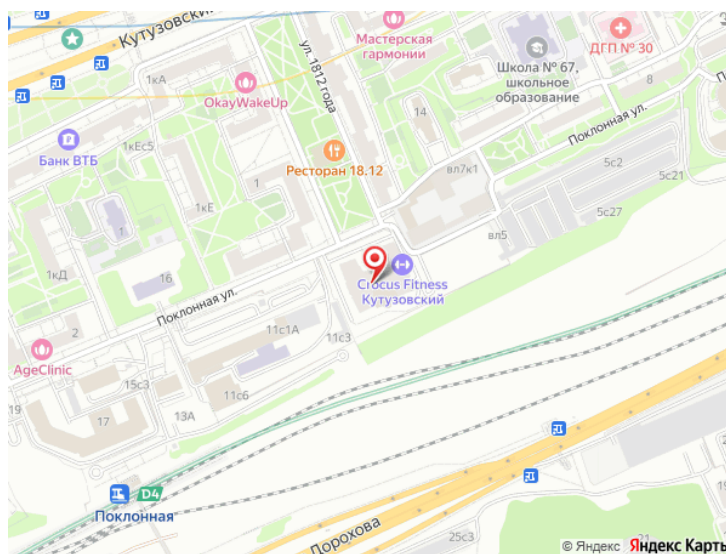 Кутузовский
Мастерская
гармонии
ДГП № 30
Школа № 67,
школьное
образование
ул. 1812 года
1кА
OkayWakeUp
14
8
Поклонная ул.
Банк ВТБ
1кЕс5
Ресторан 18.12
вл7к1
5с2
5с21
1
1кЕ
5с27
вл5
1кД
16
Crocus Fitness
Кутузовский
Поклонная ул.
2
11с1А
11с3
AgeClinic
15с3
11с6
19
13А
17
D4
Поклонная
Дорохова
25с3
21
© Яндекс Яндекс Карты